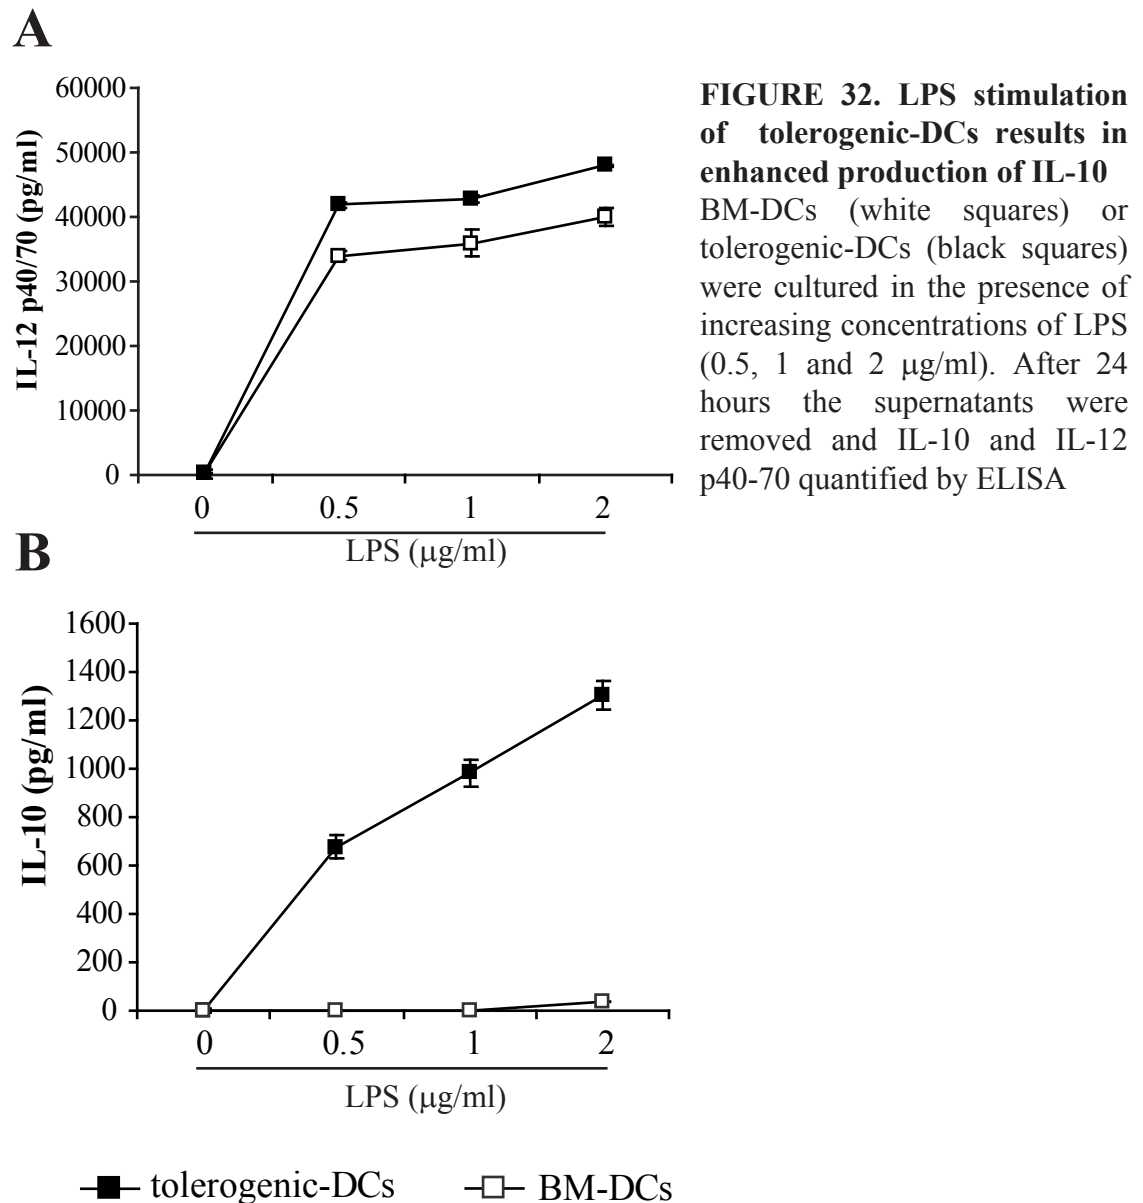 A
IL-12 p40/70 (pg/ml)
60000
50000
40000
30000
20000
10000
0
0 0.5 1 2
LPS (μg/ml)
FIGURE 32. LPS stimulation
of tolerogenic-DCs results in
enhanced production of IL-10
BM-DCs (white squares) or
tolerogenic-DCs (black squares)
were cultured in the presence of
increasing concentrations of LPS
(0.5, 1 and 2 μg/ml). After 24
hours the supernatants were
removed and IL-10 and IL-12
p40-70 quantified by ELISA
B
IL-10 (pg/ml)
1600
1400
1200
1000
800
600
400
200
0
0 0.5 1 2
LPS (μg/ml)
tolerogenic-DCs BM-DCs